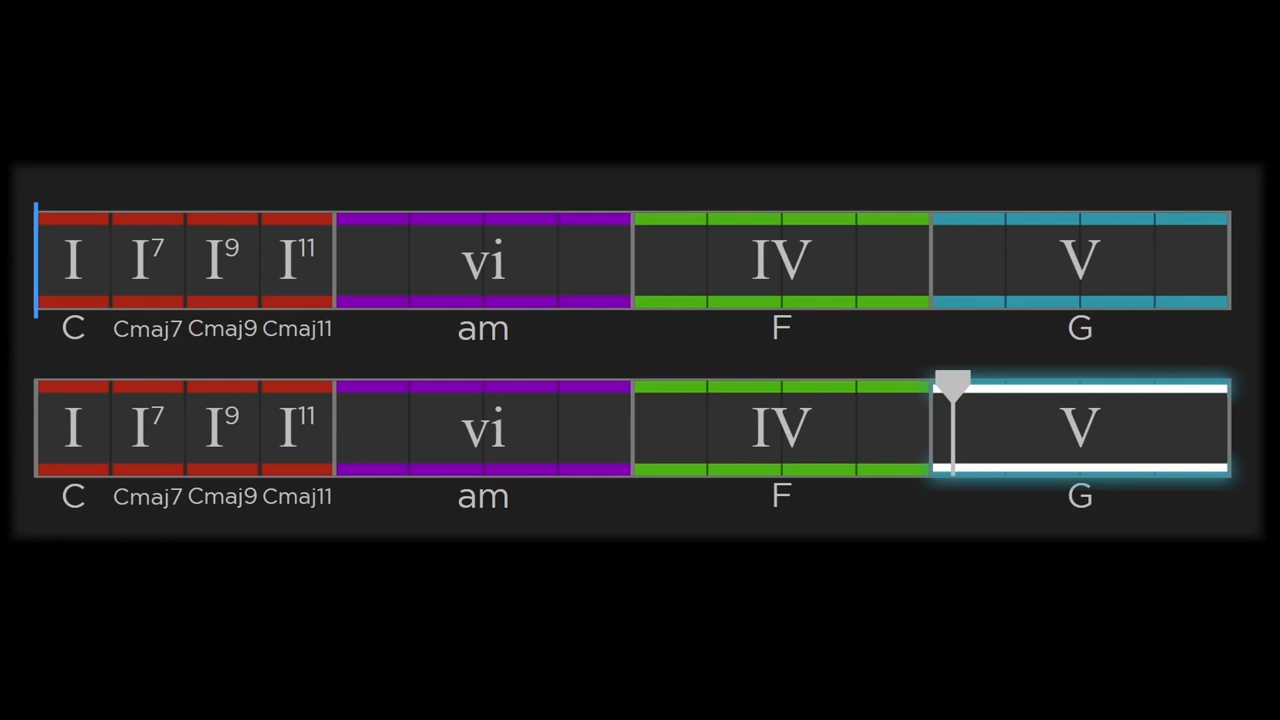 I I⁷ I⁹ I¹¹ vi IV V
C Cmaj7 Cmaj9 Cmaj11 am F G
I I⁷ I⁹ I¹¹ vi IV V
C Cmaj7 Cmaj9 Cmaj11 am F G